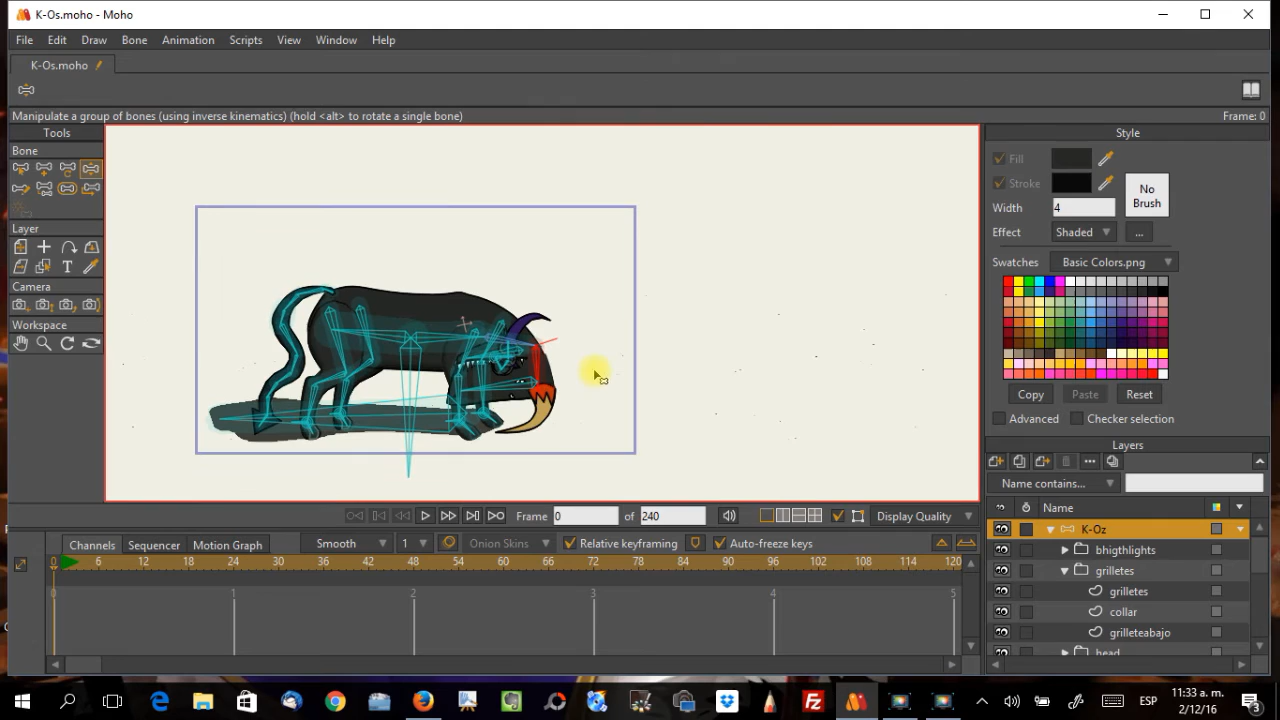 K-Os.moho - Moho
File Edit Draw Bone Animation Scripts View Window Help
K-Os.moho
Manipulate a group of bones (using inverse kinematics) (hold <alt> to rotate a single bone)
Frame: 0
Tools
Bone
Layer
T
Camera
Workspace
Style
Fill
Stroke
No
Brush
Width 4
Effect Shaded ...
Swatches Basic Colors.png
Copy Paste Reset
Advanced Checker selection
Layers
Name contains...
Name
K-Oz
bhigthlights
grilletes
grilletes
collar
grilleteabajo
head
Frame 0 of 240 Display Quality
Channels Sequencer Motion Graph Smooth 1 Onion Skins Relative keyframing Auto-freeze keys
0 6 12 18 24 30 36 42 48 54 60 66 72 78 84 90 96 102 108 114 120
0 1 2 3 4 5
ESP
11:33 a. m.
2/12/16